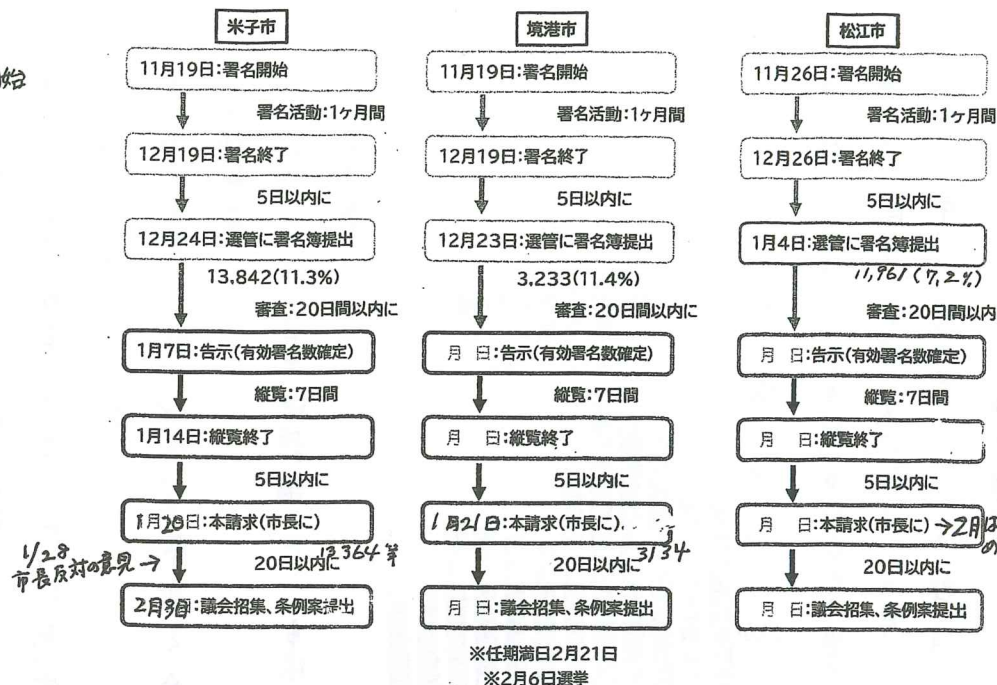 始
米子市
11月19日:署名開始
署名活動:1ヶ月間
12月19日:署名終了
5日以内に
12月24日:選管に署名簿提出
13,842(11.3%)
審査:20日間以内に
1月7日:告示(有効署名数確定)
縦覧:7日間
1月14日:縦覧終了
5日以内に
1月20日:本請求(市長に)
13364
1/28
市長反対の意見→
20日以内に
日:議会招集、条例案提出
境港市
11月19日:署名開始
署名活動:1ヶ月間
12月19日:署名終了
5日以内に
12月23日:選管に署名簿提出
3,233(11.4%)
審査:20日間以内に
月 日:告示(有効署名数確定)
縦覧:7日間
月 日:縦覧終了
5日以内に
1月21日:本請求(市長に)
3134
20日以内に
月 日:議会招集、条例案提出
※任期満日2月21日
※2月6日選挙
松江市
11月26日:署名開始
署名活動:1ヶ月間
12月26日:署名終了
5日以内に
1月4日:選管に署名簿提出
11,961(7.2%)
審査:20日間以内
月 日:告示(有効署名数確定)
縦覧:7日間
月 日:縦覧終了
5日以内に
月 日:本請求(市長に)→2月
の
20日以内に
月 日:議会招集、条例案提出